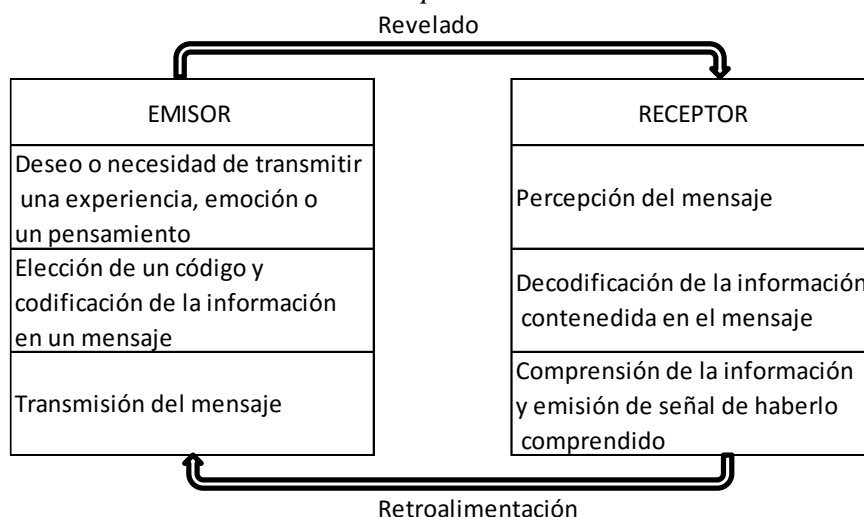 Revelado
EMISOR
Deseo o necesidad de transmitir
una experiencia, emoción o
un pensamiento
Elección de un código y
codificación de la información
en un mensaje
Transmisión del mensaje
RECEPTOR
Percepción del mensaje
Decodificación de la información
contenedida en el mensaje
Comprensión de la información
y emisión de señal de haberlo
comprendido
Retroalimentación